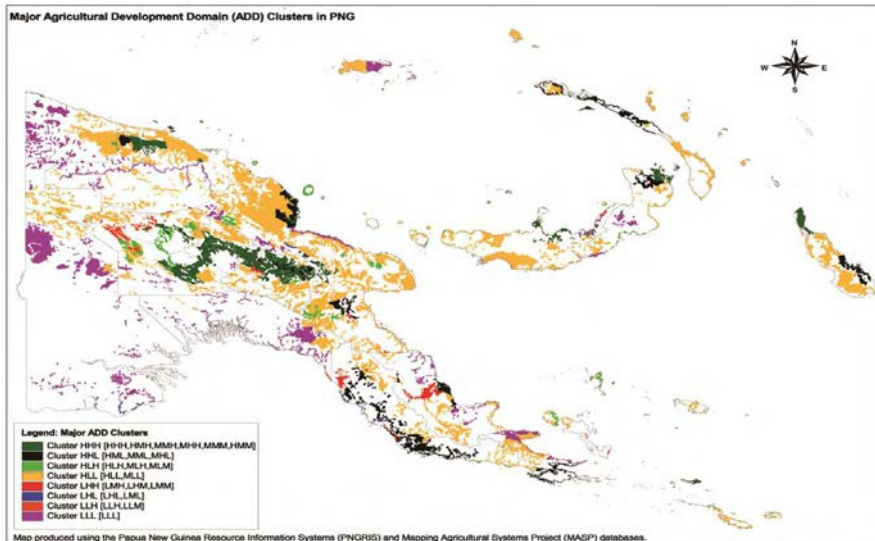 Major Agricultural Development Domain (ADD) Clusters in PNG
N
W E
S
Legend: Major ADD Clusters
Cluster HHH [HHH,HMH,MMH,MHH,MMM,HMM]
Cluster HHL [HML,MML,MHL]
Cluster HLH [HLH,MLH,MLM]
Cluster HLL [HLL,MLL]
Cluster LHH [LMH,LHM,LMM]
Cluster LHL [LHL,LML]
Cluster LLH [LLH,LLM]
Cluster LLL [LLL]
Map produced using the Papua New Guinea Resource Information Systems (PNGRIS) and Mapping Agricultural Systems Project (MASP) databases.